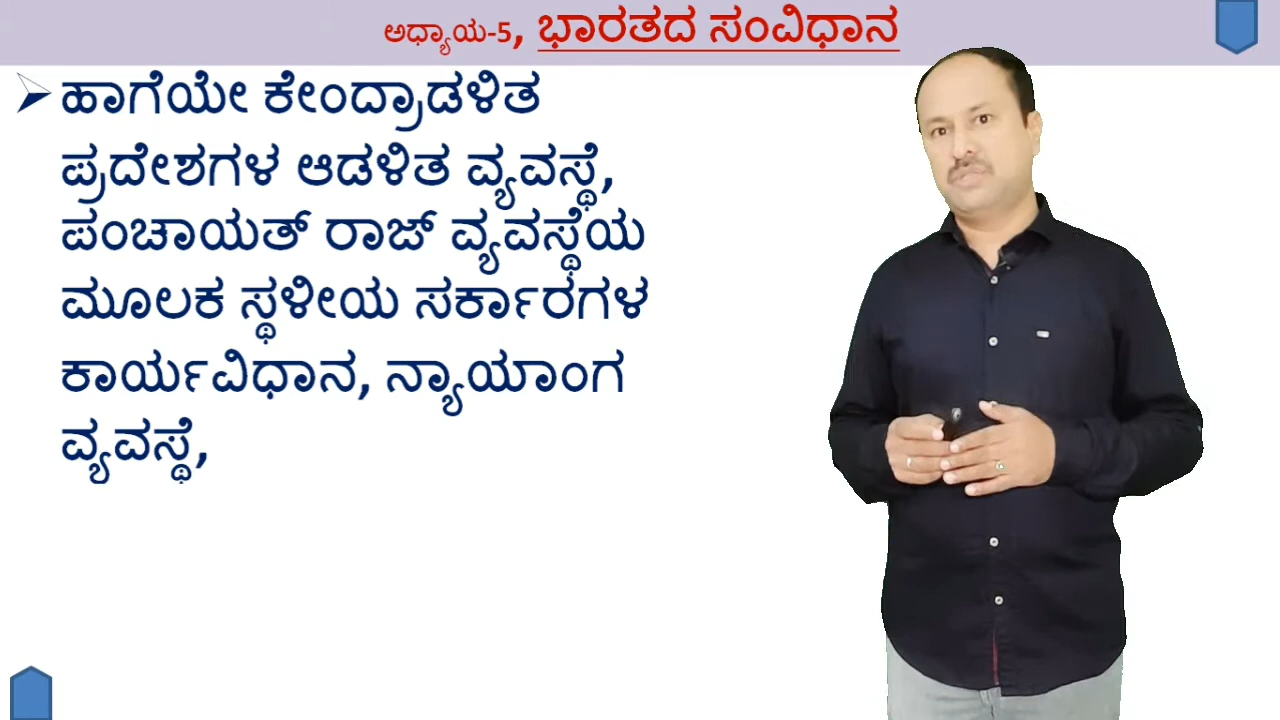 ಅಧ್ಯಾಯ-5, ಭಾರತದ ಸಂವಿಧಾನ
ಹಾಗೆಯೇ ಕೇಂದ್ರಾಡಳಿತ
ಪ್ರದೇಶಗಳ ಆಡಳಿತ ವ್ಯವಸ್ಥೆ,
ಪಂಚಾಯತ್ ರಾಜ್ ವ್ಯವಸ್ಥೆಯ
ಮೂಲಕ ಸ್ಥಳೀಯ ಸರ್ಕಾರಗಳ
ಕಾರ್ಯವಿಧಾನ, ನ್ಯಾಯಾಂಗ
ವ್ಯವಸ್ಥೆ,